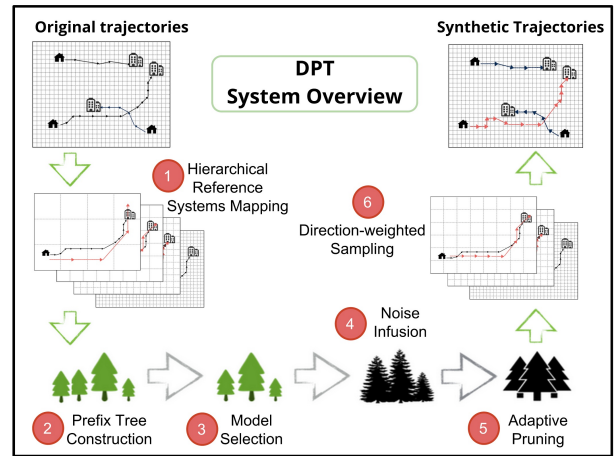 Original trajectories
Synthetic Trajectories
DPT
System Overview
1
Hierarchical
Reference
Systems Mapping
6
Direction-weighted
Sampling
4
Noise
Infusion
2
Prefix Tree
Construction
3
Model
Selection
5
Adaptive
Pruning